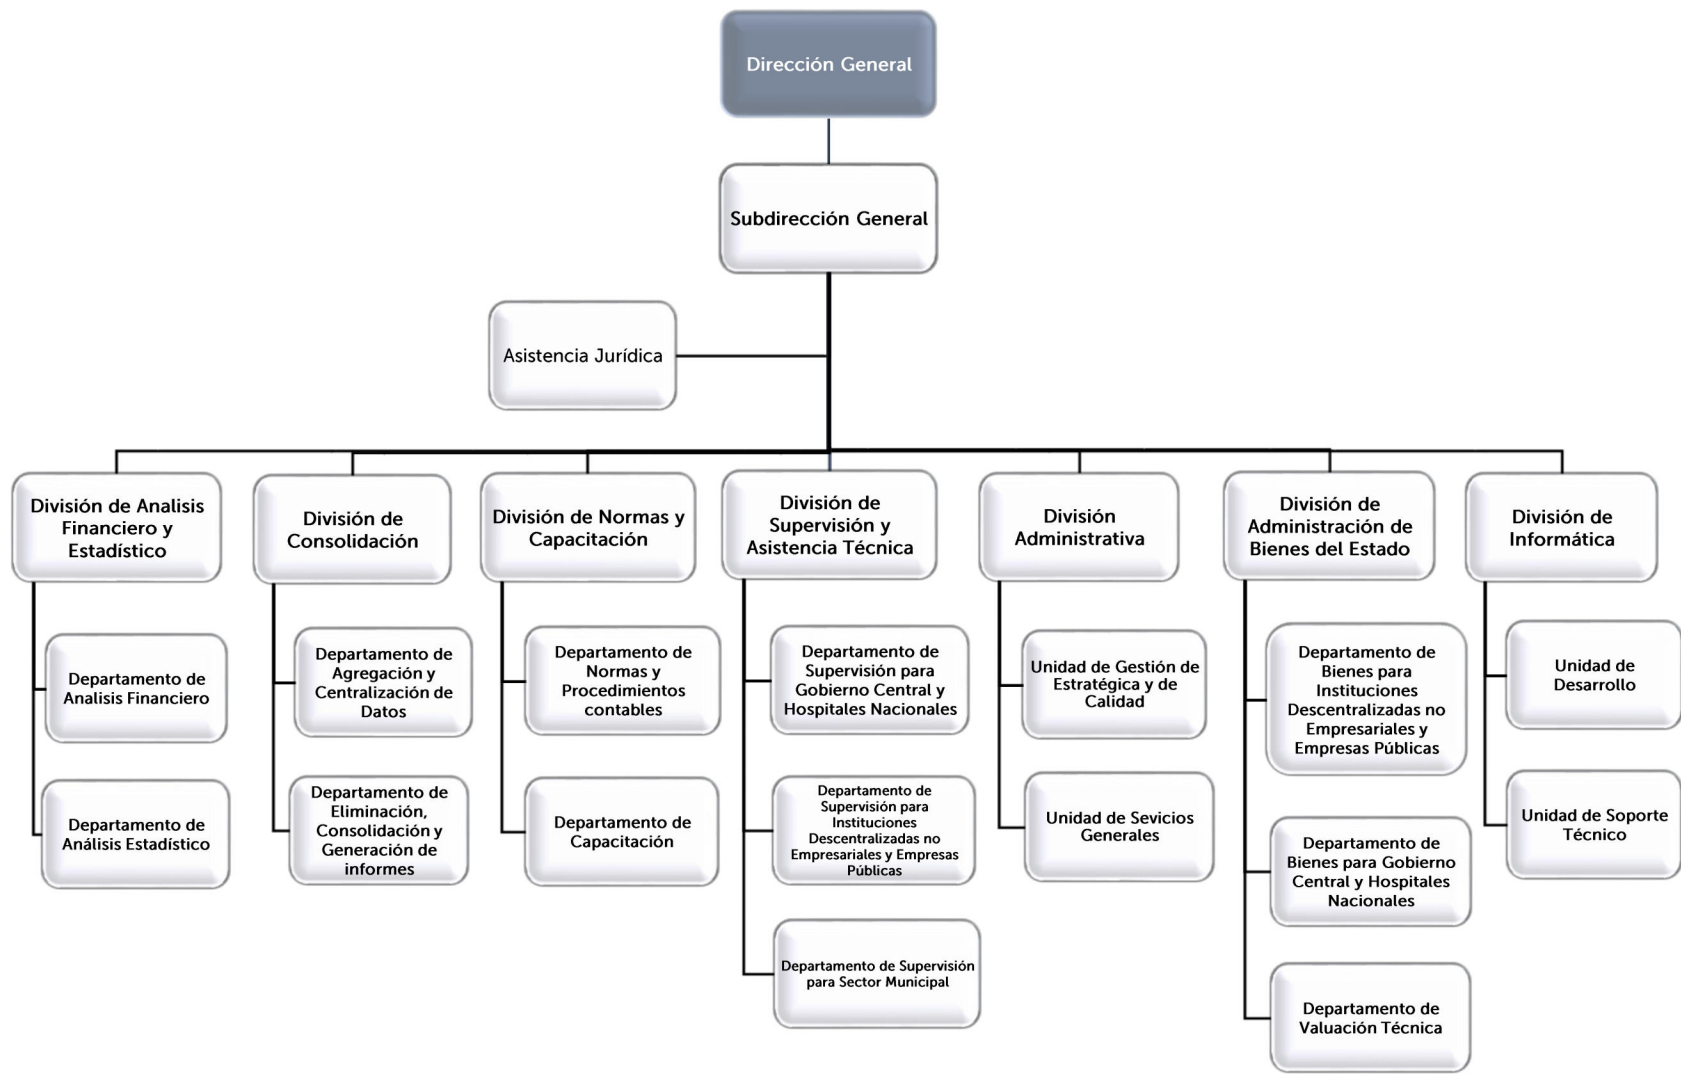 Dirección General
Subdirección General
Asistencia Jurídica
División de Analisis
Financiero y
Estadístico
División de
Consolidación
División de Normas y
Capacitación
División de
Supervisión y
Asistencia Técnica
División
Administrativa
División de
Administración de
Bienes del Estado
División de
Informática
Departamento de
Analisis Financiero
Departamento de
Análisis Estadístico
Departamento de
Agregación y
Centralización de
Datos
Departamento de
Eliminación,
Consolidación y
Generación de
informes
Departamento de
Normas y
Procedimientos
contables
Departamento de
Capacitación
Departamento de
Supervisión para
Gobierno Central y
Hospitales Nacionales
Departamento de
Supervisión para
Instituciones
Descentralizadas no
Empresariales y Empresas
Públicas
Departamento de Supervisión
para Sector Municipal
Unidad de Gestión de
Estratégica y de
Calidad
Unidad de Sevicios
Generales
Departamento de
Bienes para
Instituciones
Descentralizadas no
Empresariales y
Empresas Públicas
Departamento de
Bienes para Gobierno
Central y Hospitales
Nacionales
Departamento de
Valuación Técnica
Unidad de
Desarrollo
Unidad de Soporte
Técnico